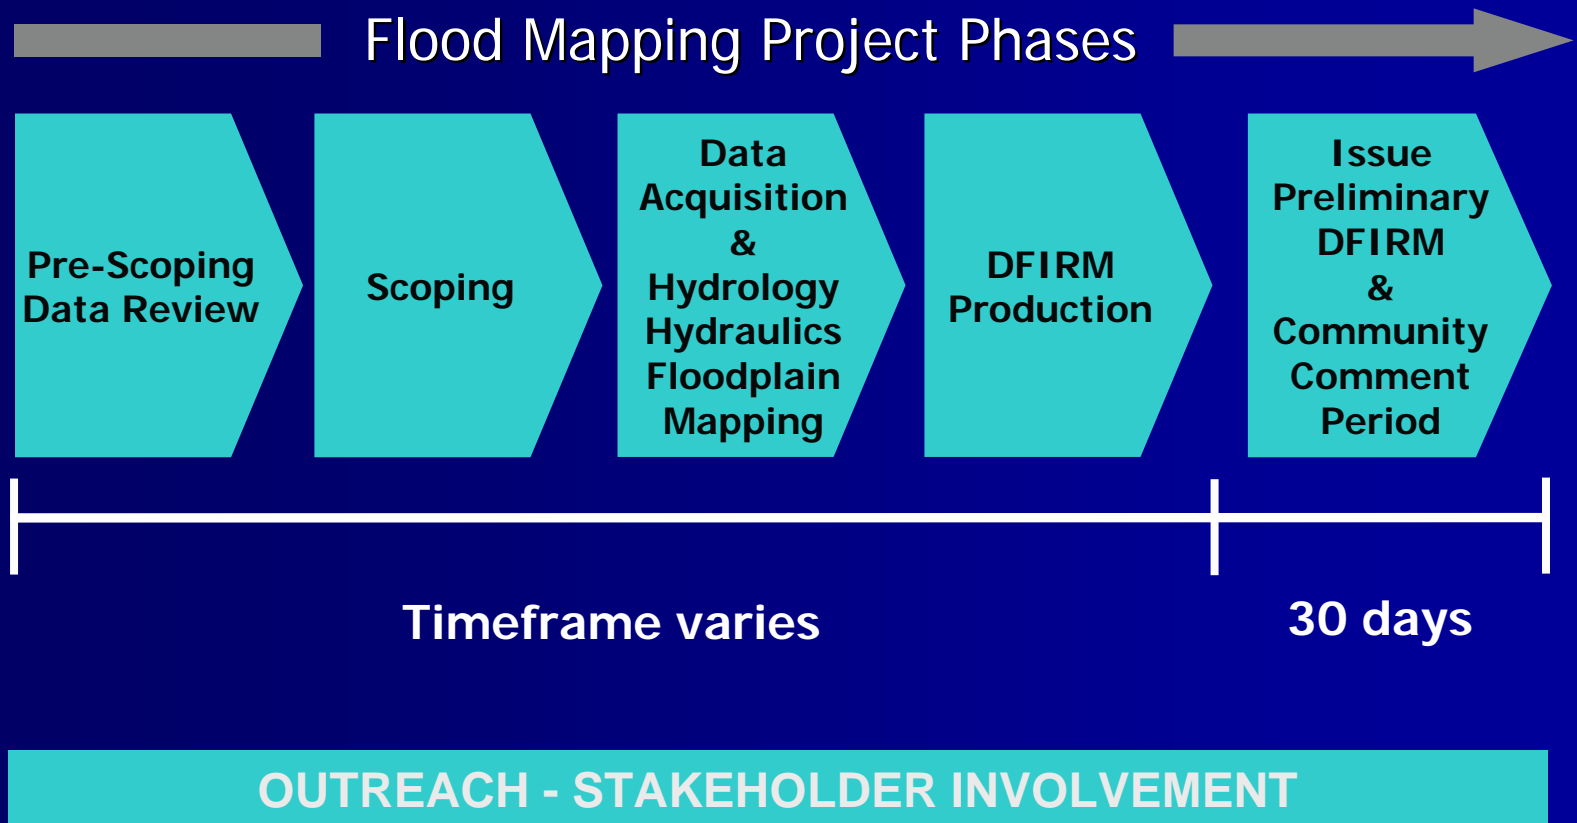 Flood Mapping Project Phases
Pre-Scoping
Data Review
Scoping
Data
Acquisition
&
Hydrology
Hydraulics
Floodplain
Mapping
DFIRM
Production
Issue
Preliminary
DFIRM
&
Community
Comment
Period
Timeframe varies
30 days
OUTREACH - STAKEHOLDER INVOLVEMENT